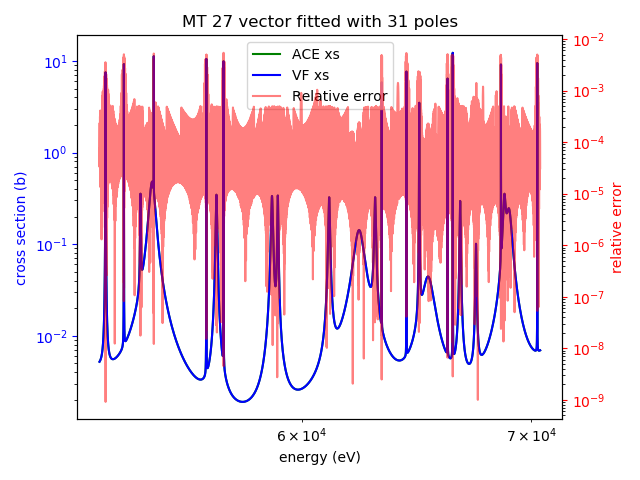 MT 27 vector fitted with 31 poles
ACE xs
VF xs
Relative error
cross section (b)
10¹
10⁰
10⁻¹
10⁻²
relative error
10⁻²
10⁻³
10⁻⁴
10⁻⁵
10⁻⁶
10⁻⁷
10⁻⁸
10⁻⁹
6 × 10⁴
7 × 10⁴
energy (eV)